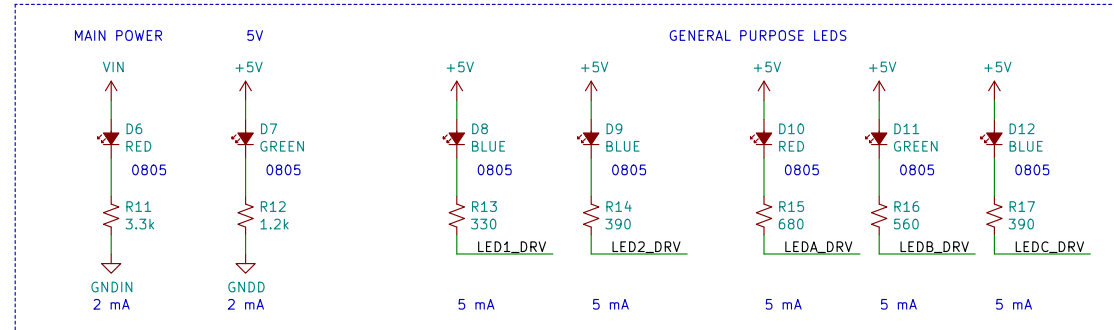 MAIN POWER
5V
GENERAL PURPOSE LEDS
VIN
+5V
+5V
+5V
+5V
+5V
+5V
D6
RED
0805
D7
GREEN
0805
D8
BLUE
0805
D9
BLUE
0805
D10
RED
0805
D11
GREEN
0805
D12
BLUE
0805
R11
3.3k
R12
1.2k
R13
330
R14
390
R15
680
R16
560
R17
390
LED1_DRV
LED2_DRV
LEDA_DRV
LEDB_DRV
LEDC_DRV
GNDIN
GNDD
2 mA
2 mA
5 mA
5 mA
5 mA
5 mA
5 mA